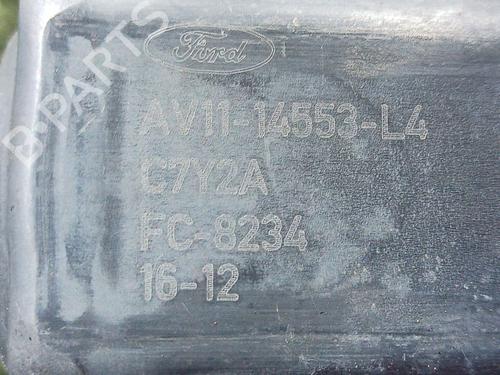 B-PARTS
Ford
AV11-14553-L4
C7Y2A
FC-8234
16-12